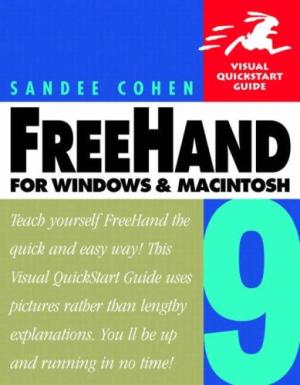 VISUAL
QUICKSTART
GUIDE
SANDEE COHEN
FREEHAND
FOR WINDOWS & MACINTOSH
9
Teach yourself FreeHand the
quick and easy way! This
Visual QuickStart Guide uses
pictures rather than lengthy
explanations. You ll be up
and running in no time!